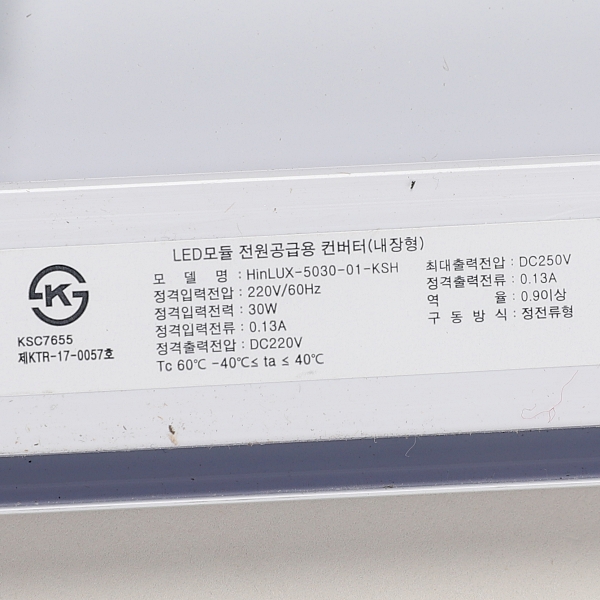 LED모듈 전원공급용 컨버터(내장형)
모 델 명 : HinLUX-5030-01-KSH
정격입력전압 : 220V/60Hz
정격입력전력 : 30W
정격입력전류 : 0.13A
정격출력전압 : DC220V
Tc 60℃ -40℃≤ ta ≤ 40℃
최대출력전압 : DC250V
정격출력전류 : 0.13A
역 률 : 0.9이상
구 동 방 식 : 정전류형
K
KSC7655
제KTR-17-0057호